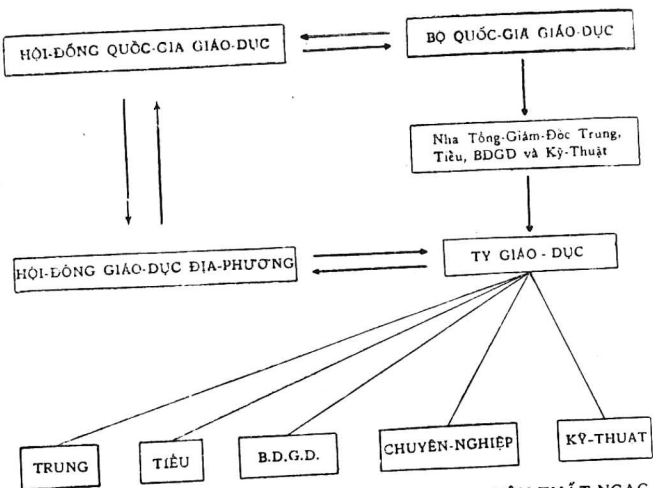 HỘI-ĐỒNG QUỐC-GIA GIÁO-DỤC
BỘ QUỐC-GIA GIÁO-DỤC
Nha Tổng-Giám-Đốc Trung,
Tiểu, BDGD và Kỹ-Thuật
HỘI-ĐỒNG GIÁO-DỤC ĐỊA-PHƯƠNG
TY GIÁO - DỤC
TRUNG
TIỂU
B.D.G.D.
CHUYÊN-NGHIỆP
KỸ-THUAT